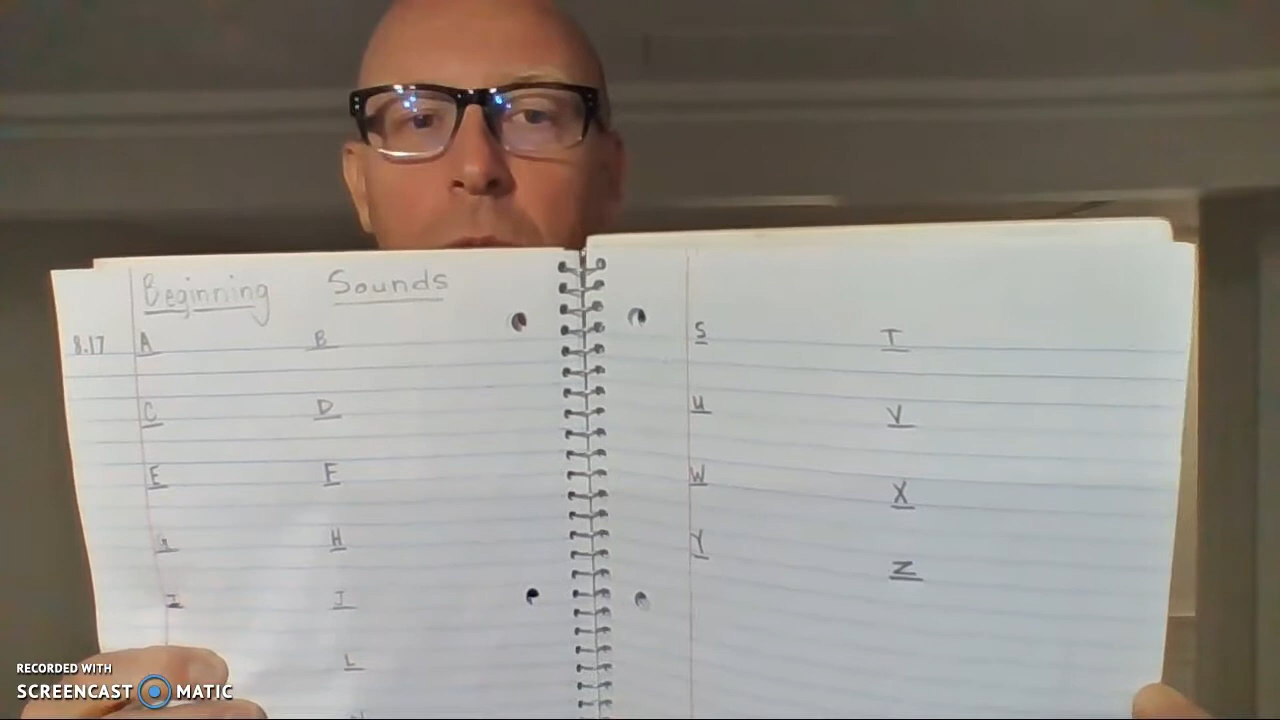 Beginning Sounds
8.17 A B
C D
E F
G H
I J
L
S T
U V
W X
Y Z
RECORDED WITH
SCREENCAST MATIC